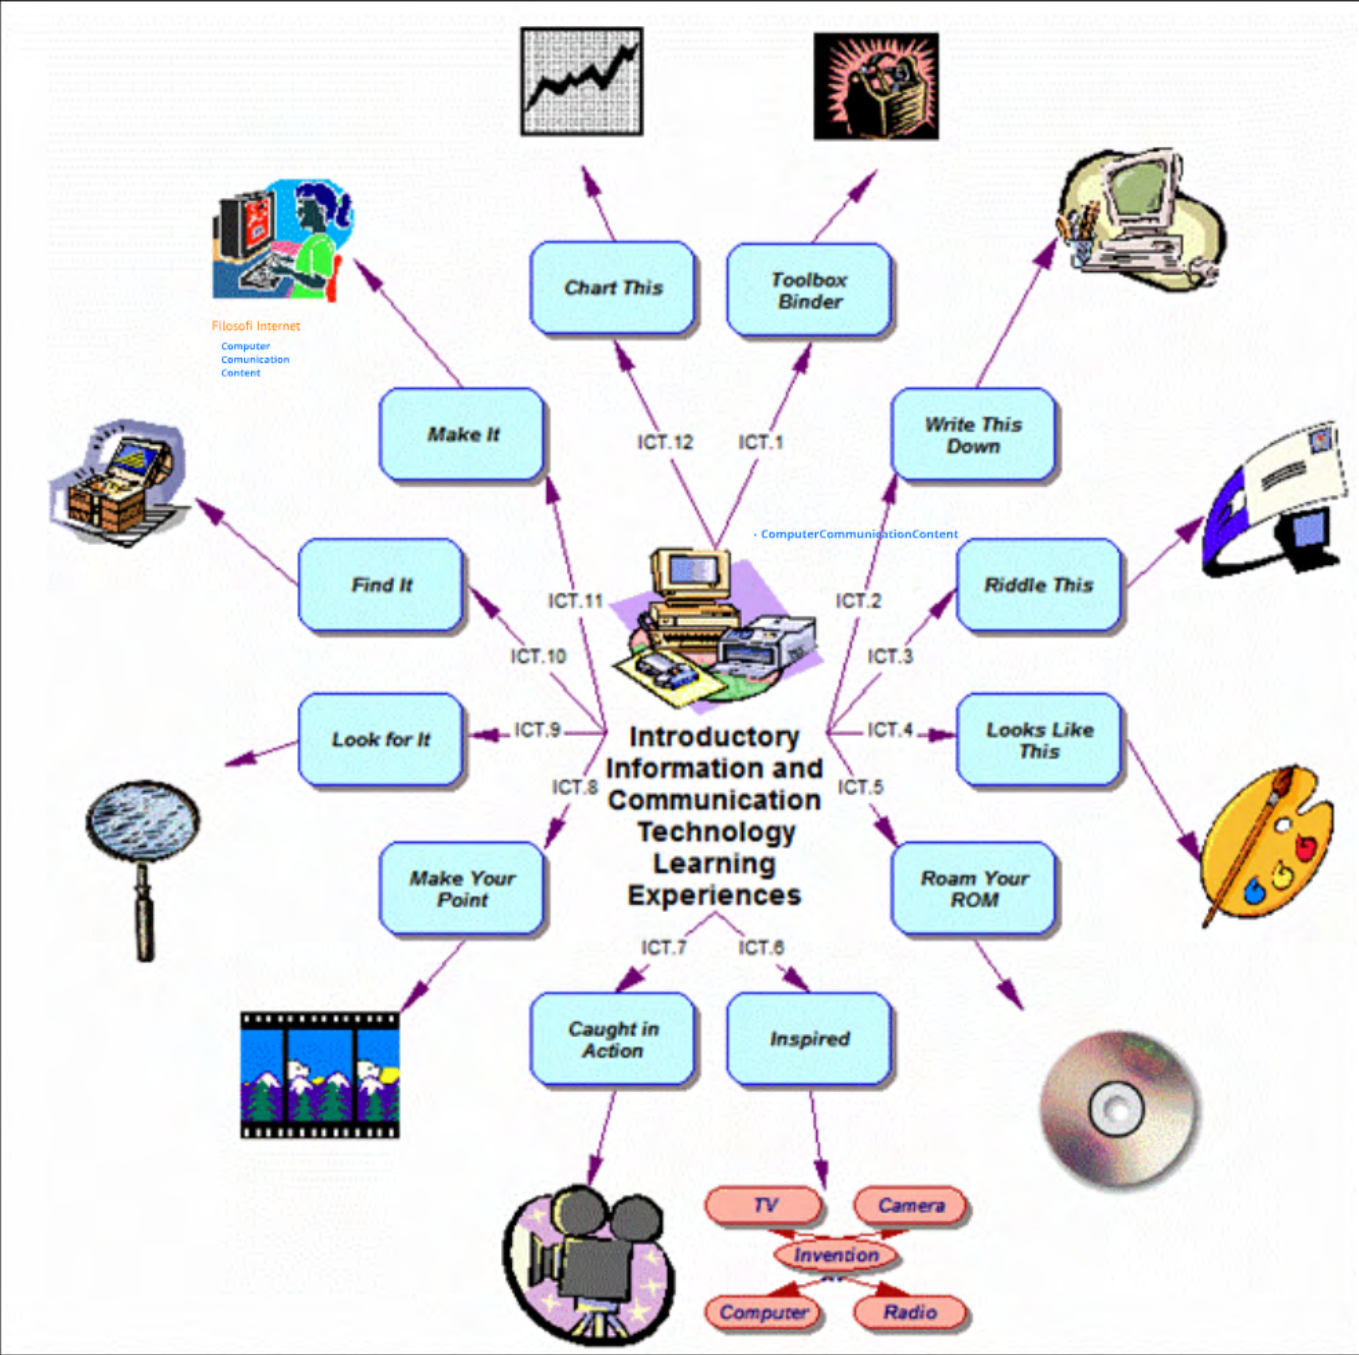 Chart This
Toolbox
Binder
Filosofi Internet
Computer
Comunication
Content
Make It
ICT.12
ICT.1
Write This
Down
· ComputerCommunicationContent
Find It
ICT.11
ICT.2
Riddle This
ICT.10
ICT.3
Look for It
ICT.9
ICT.4
Looks Like
This
Introductory
Information and
Communication
Technology
Learning
Experiences
ICT.8
ICT.5
Make Your
Point
Roam Your
ROM
ICT.7
ICT.6
Caught in
Action
Inspired
TV
Camera
Invention
Computer
Radio